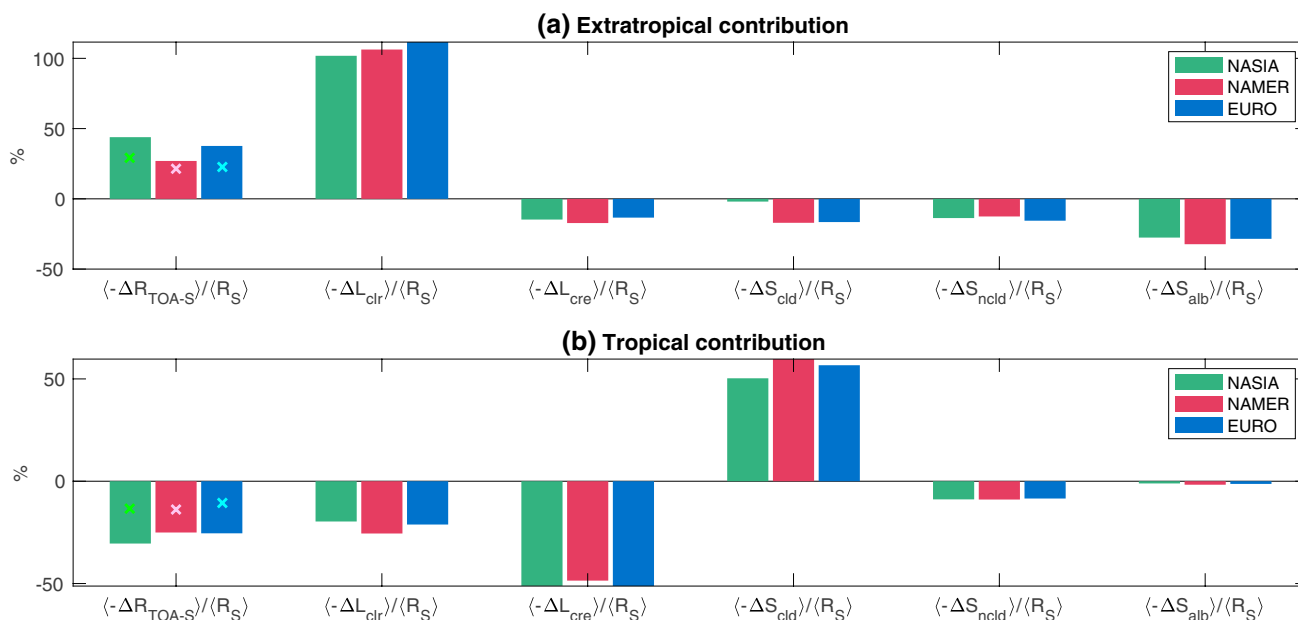 (a) Extratropical contribution
100
50
0
-50
%
NASIA
NAMER
EURO
⟨-ΔR_TOA-S⟩/⟨R_S⟩ ⟨-ΔL_clr⟩/⟨R_S⟩ ⟨-ΔL_cre⟩/⟨R_S⟩ ⟨-ΔS_cld⟩/⟨R_S⟩ ⟨-ΔS_ncld⟩/⟨R_S⟩ ⟨-ΔS_alb⟩/⟨R_S⟩
(b) Tropical contribution
50
0
-50
%
NASIA
NAMER
EURO
⟨-ΔR_TOA-S⟩/⟨R_S⟩ ⟨-ΔL_clr⟩/⟨R_S⟩ ⟨-ΔL_cre⟩/⟨R_S⟩ ⟨-ΔS_cld⟩/⟨R_S⟩ ⟨-ΔS_ncld⟩/⟨R_S⟩ ⟨-ΔS_alb⟩/⟨R_S⟩